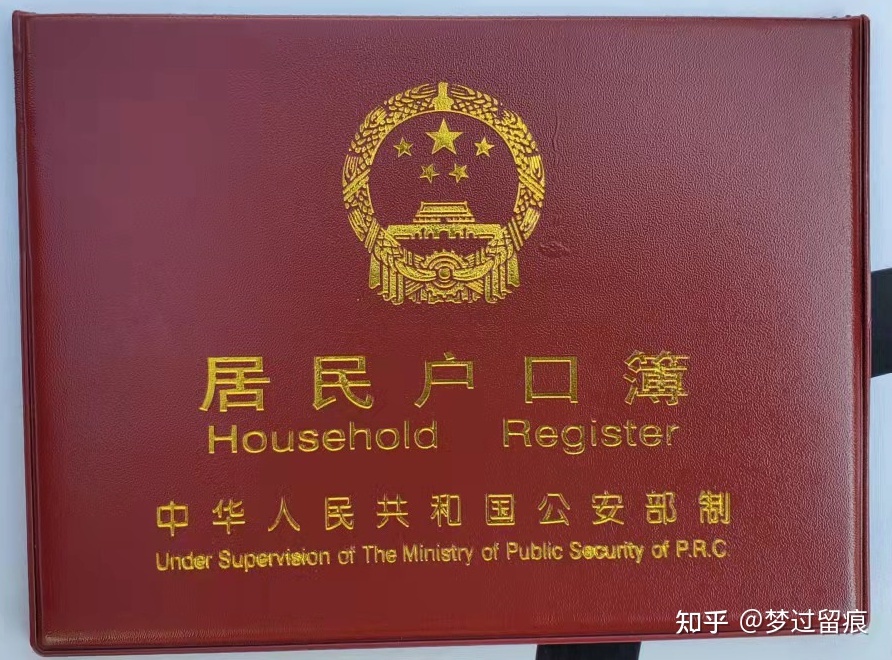 居民户口簿
Household Register
中华人民共和国公安部制
Under Supervision of The Ministry of Public Security of P.R.C
知乎 @梦过留痕